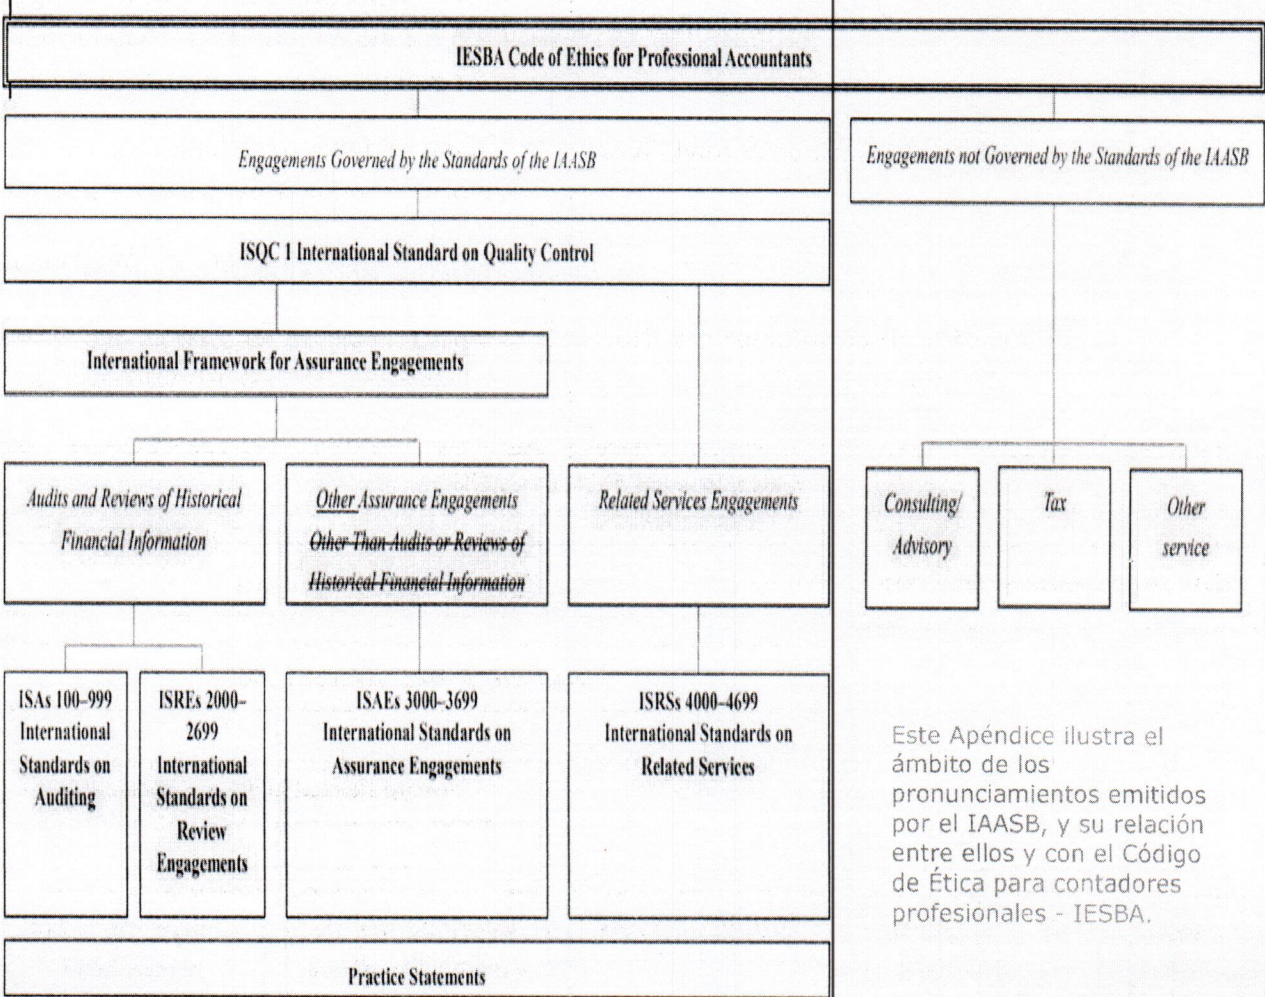 IESBA Code of Ethics for Professional Accountants
Engagements Governed by the Standards of the IAASB
Engagements not Governed by the Standards of the IAASB
ISQC 1 International Standard on Quality Control
International Framework for Assurance Engagements
Audits and Reviews of Historical
Financial Information
Other Assurance Engagements
Other Than Audits or Reviews of
Historical Financial Information
Related Services Engagements
Consulting/
Advisory
Tax
Other
service
ISAs 100–999
International
Standards on
Auditing
ISREs 2000–
2699
International
Standards on
Review
Engagements
ISAEs 3000–3699
International Standards on
Assurance Engagements
ISRSs 4000–4699
International Standards on
Related Services
Este Apéndice ilustra el
ámbito de los
pronunciamientos emitidos
por el IAASB, y su relación
entre ellos y con el Código
de Ética para contadores
profesionales - IESBA.
Practice Statements